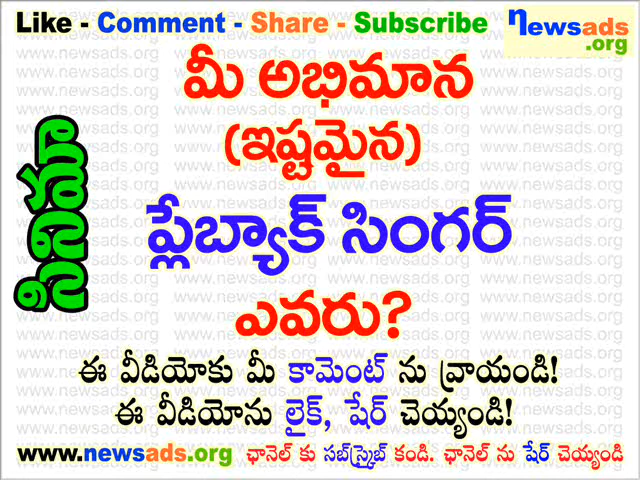 Like - Comment - Share - Subscribe
newsads
.org
మీ అభిమాన
(ఇష్టమైన)
సినిమా
ప్లేబ్యాక్ సింగర్
ఎవరు?
ఈ వీడియోకు మీ కామెంట్ ను వ్రాయండి!
ఈ వీడియోను లైక్, షేర్ చెయ్యండి!
www.newsads.org ఛానెల్ కు సబ్‌స్క్రైబ్ కండి. ఛానెల్ ను షేర్ చెయ్యండి